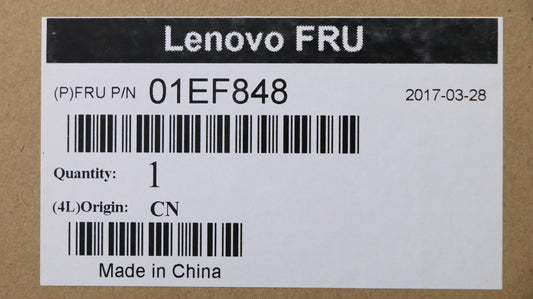 Lenovo FRU
(P)FRU P/N 01EF848 2017-03-28
Quantity: 1
(4L)Origin: CN
Made in China